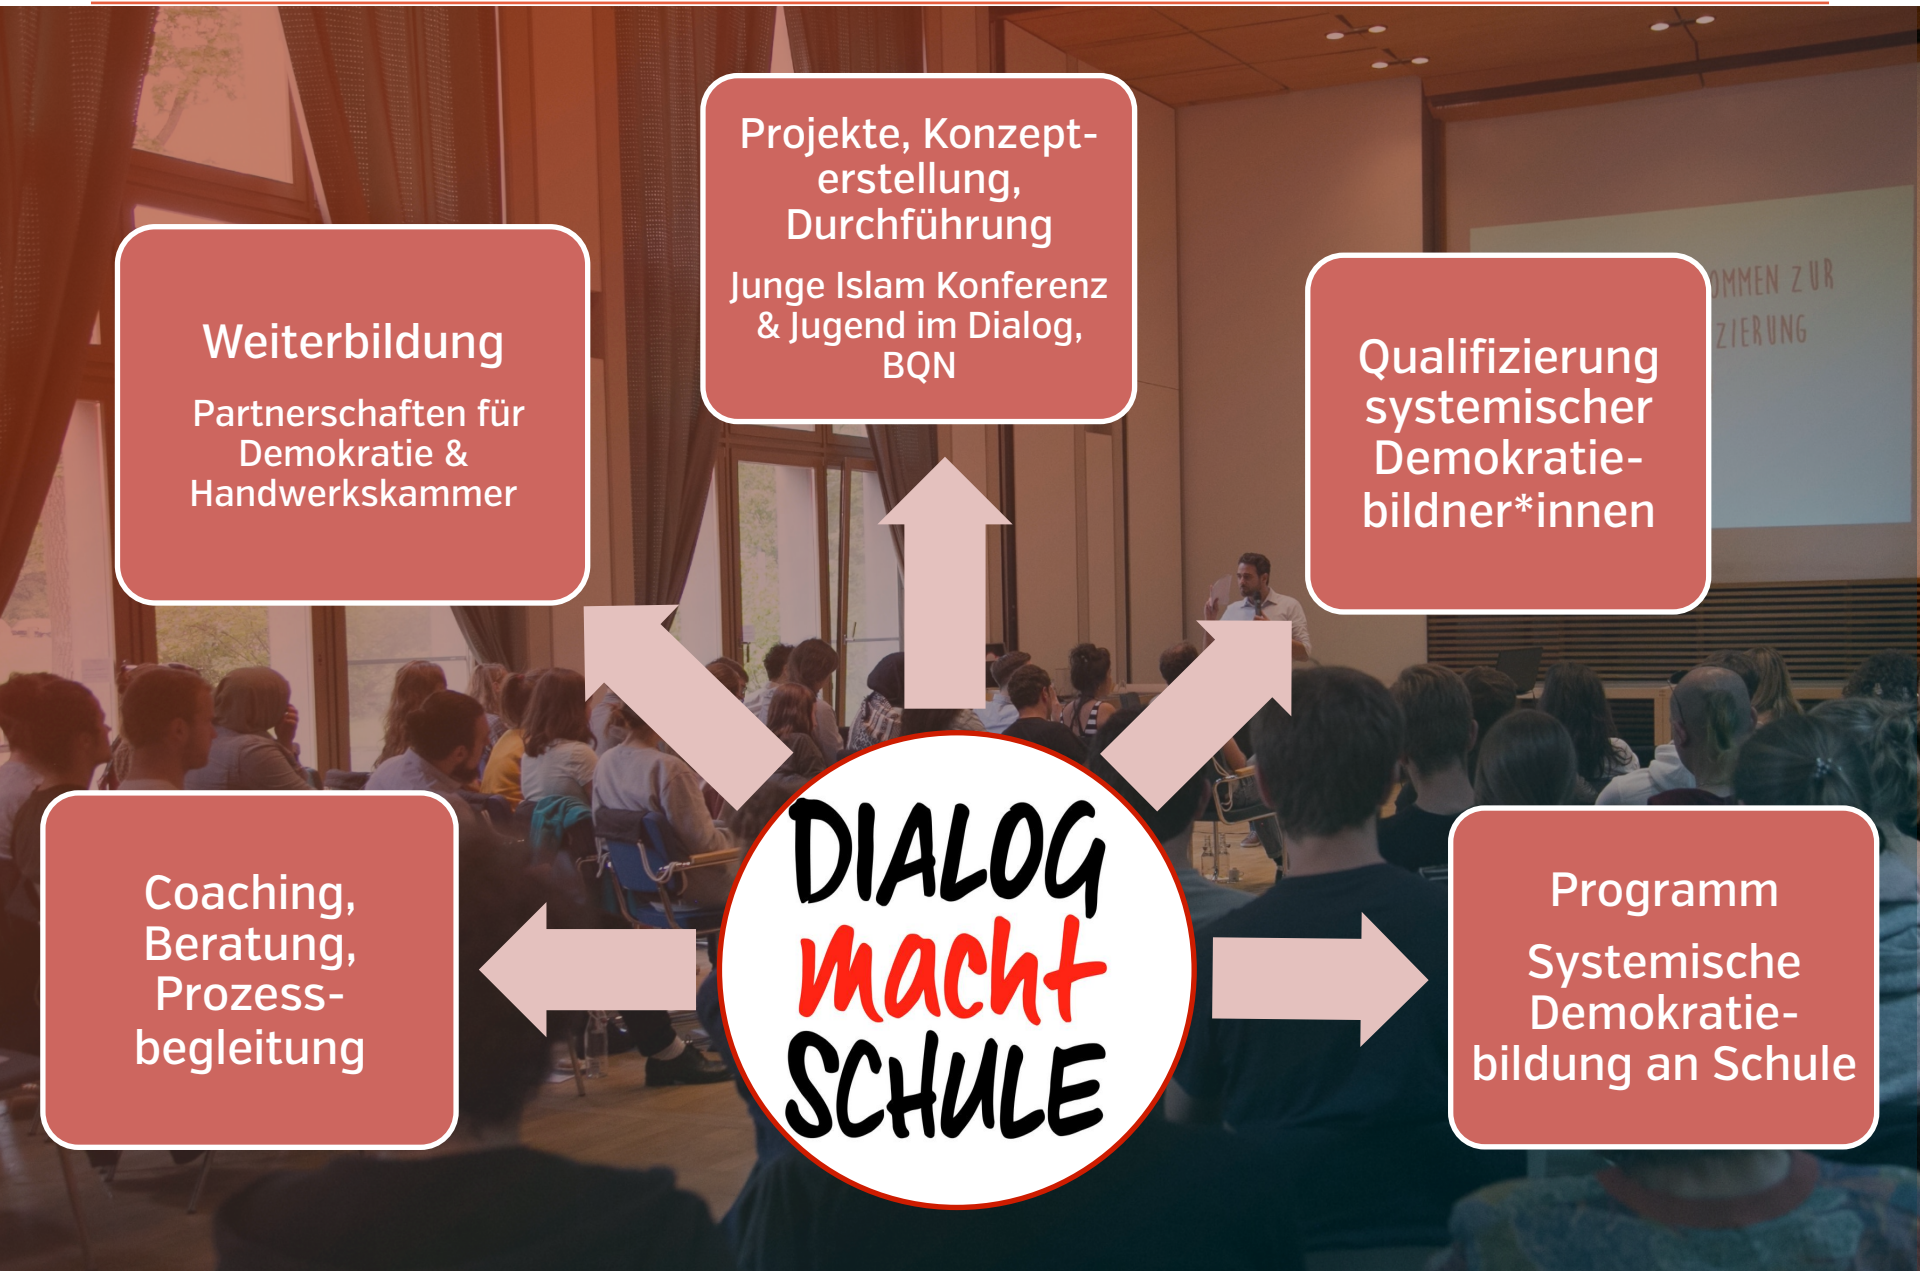 Projekte, Konzept-
erstellung,
Durchführung
Junge Islam Konferenz
& Jugend im Dialog,
BQN
Weiterbildung
Partnerschaften für
Demokratie &
Handwerkskammer
Qualifizierung
systemischer
Demokratie-
bildner*innen
ZUR
Coaching,
Beratung,
Prozess-
begleitung
DIALOG
macht
SCHULE
Programm
Systemische
Demokratie-
bildung an Schule